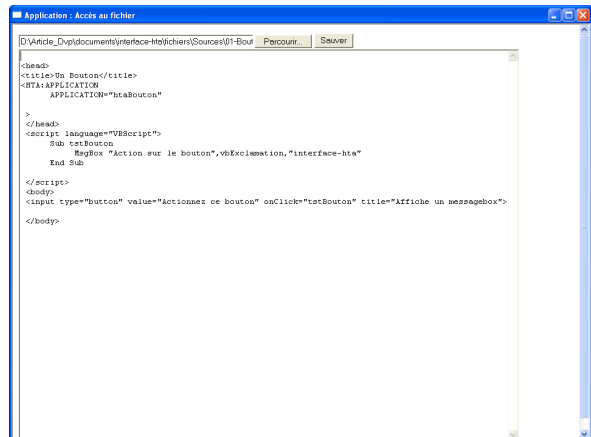 Application : Accès au fichier
D:\Article_Dvp\documents\interface-hta\fichiers\Sources\01-Bout Parcourir... Sauver
<head>
<title>Un Bouton</title>
<HTA:APPLICATION
APPLICATION="htaBouton"
>
</head>
<script language="VBScript">
Sub tstBouton
MsgBox "Action sur le bouton",vbExclamation,"interface-hta"
End Sub
</script>
<body>
<input type="button" value="Actionnez ce bouton" onClick="tstBouton" title="Affiche un messagebox">
</body>